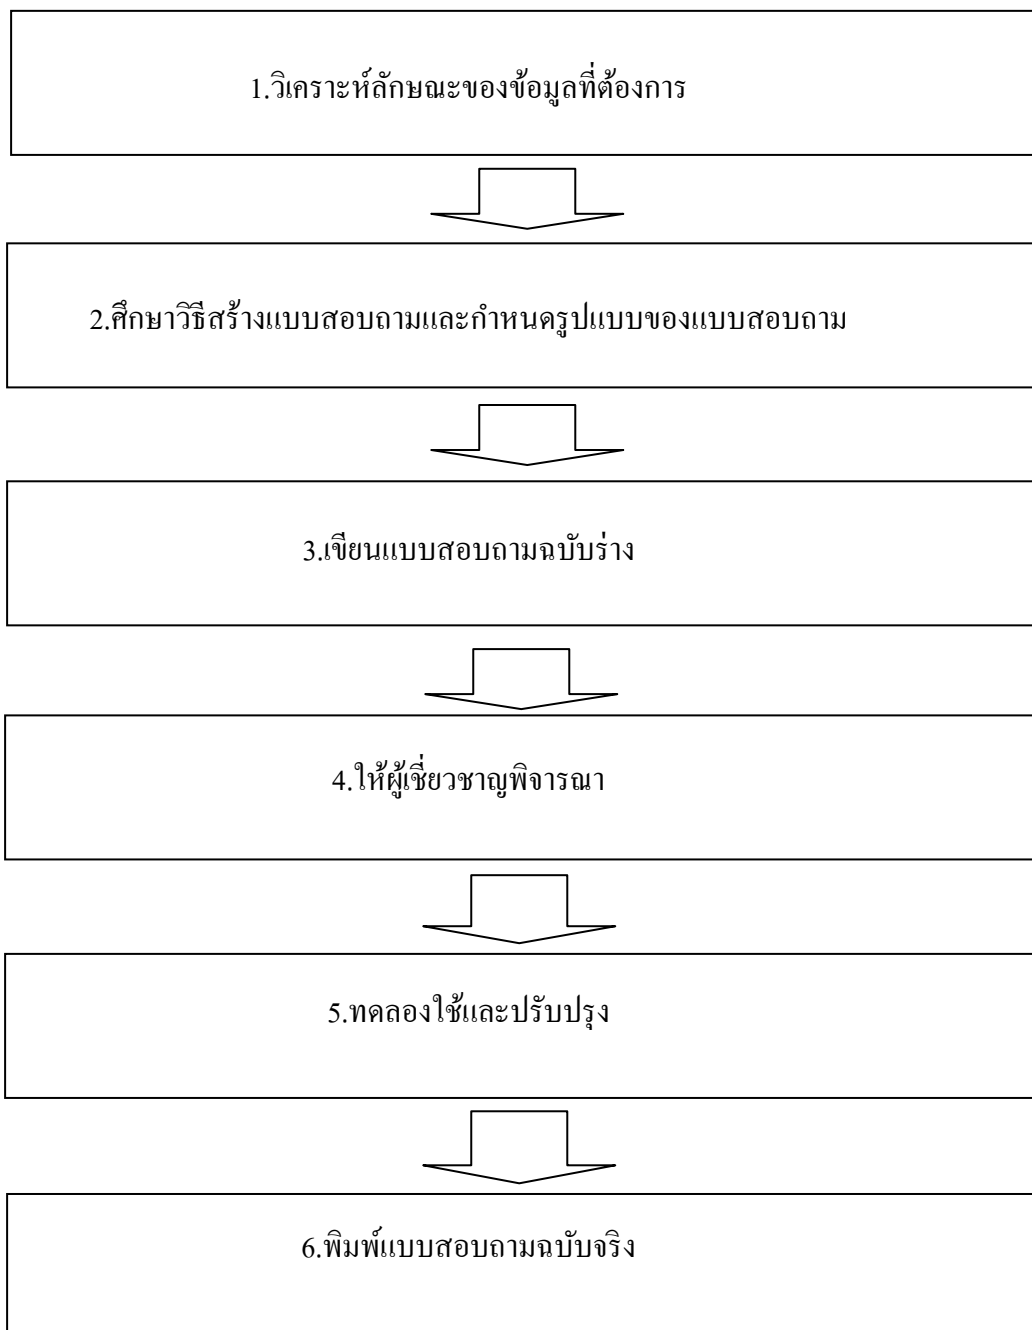 1.วิเคราะห์ลักษณะของข้อมูลที่ต้องการ
2.ศึกษาวิธีสร้างแบบสอบถามและกำหนดรูปแบบของแบบสอบถาม
3.เขียนแบบสอบถามฉบับร่าง
4.ให้ผู้เชี่ยวชาญพิจารณา
5.ทดลองใช้และปรับปรุง
6.พิมพ์แบบสอบถามฉบับจริง